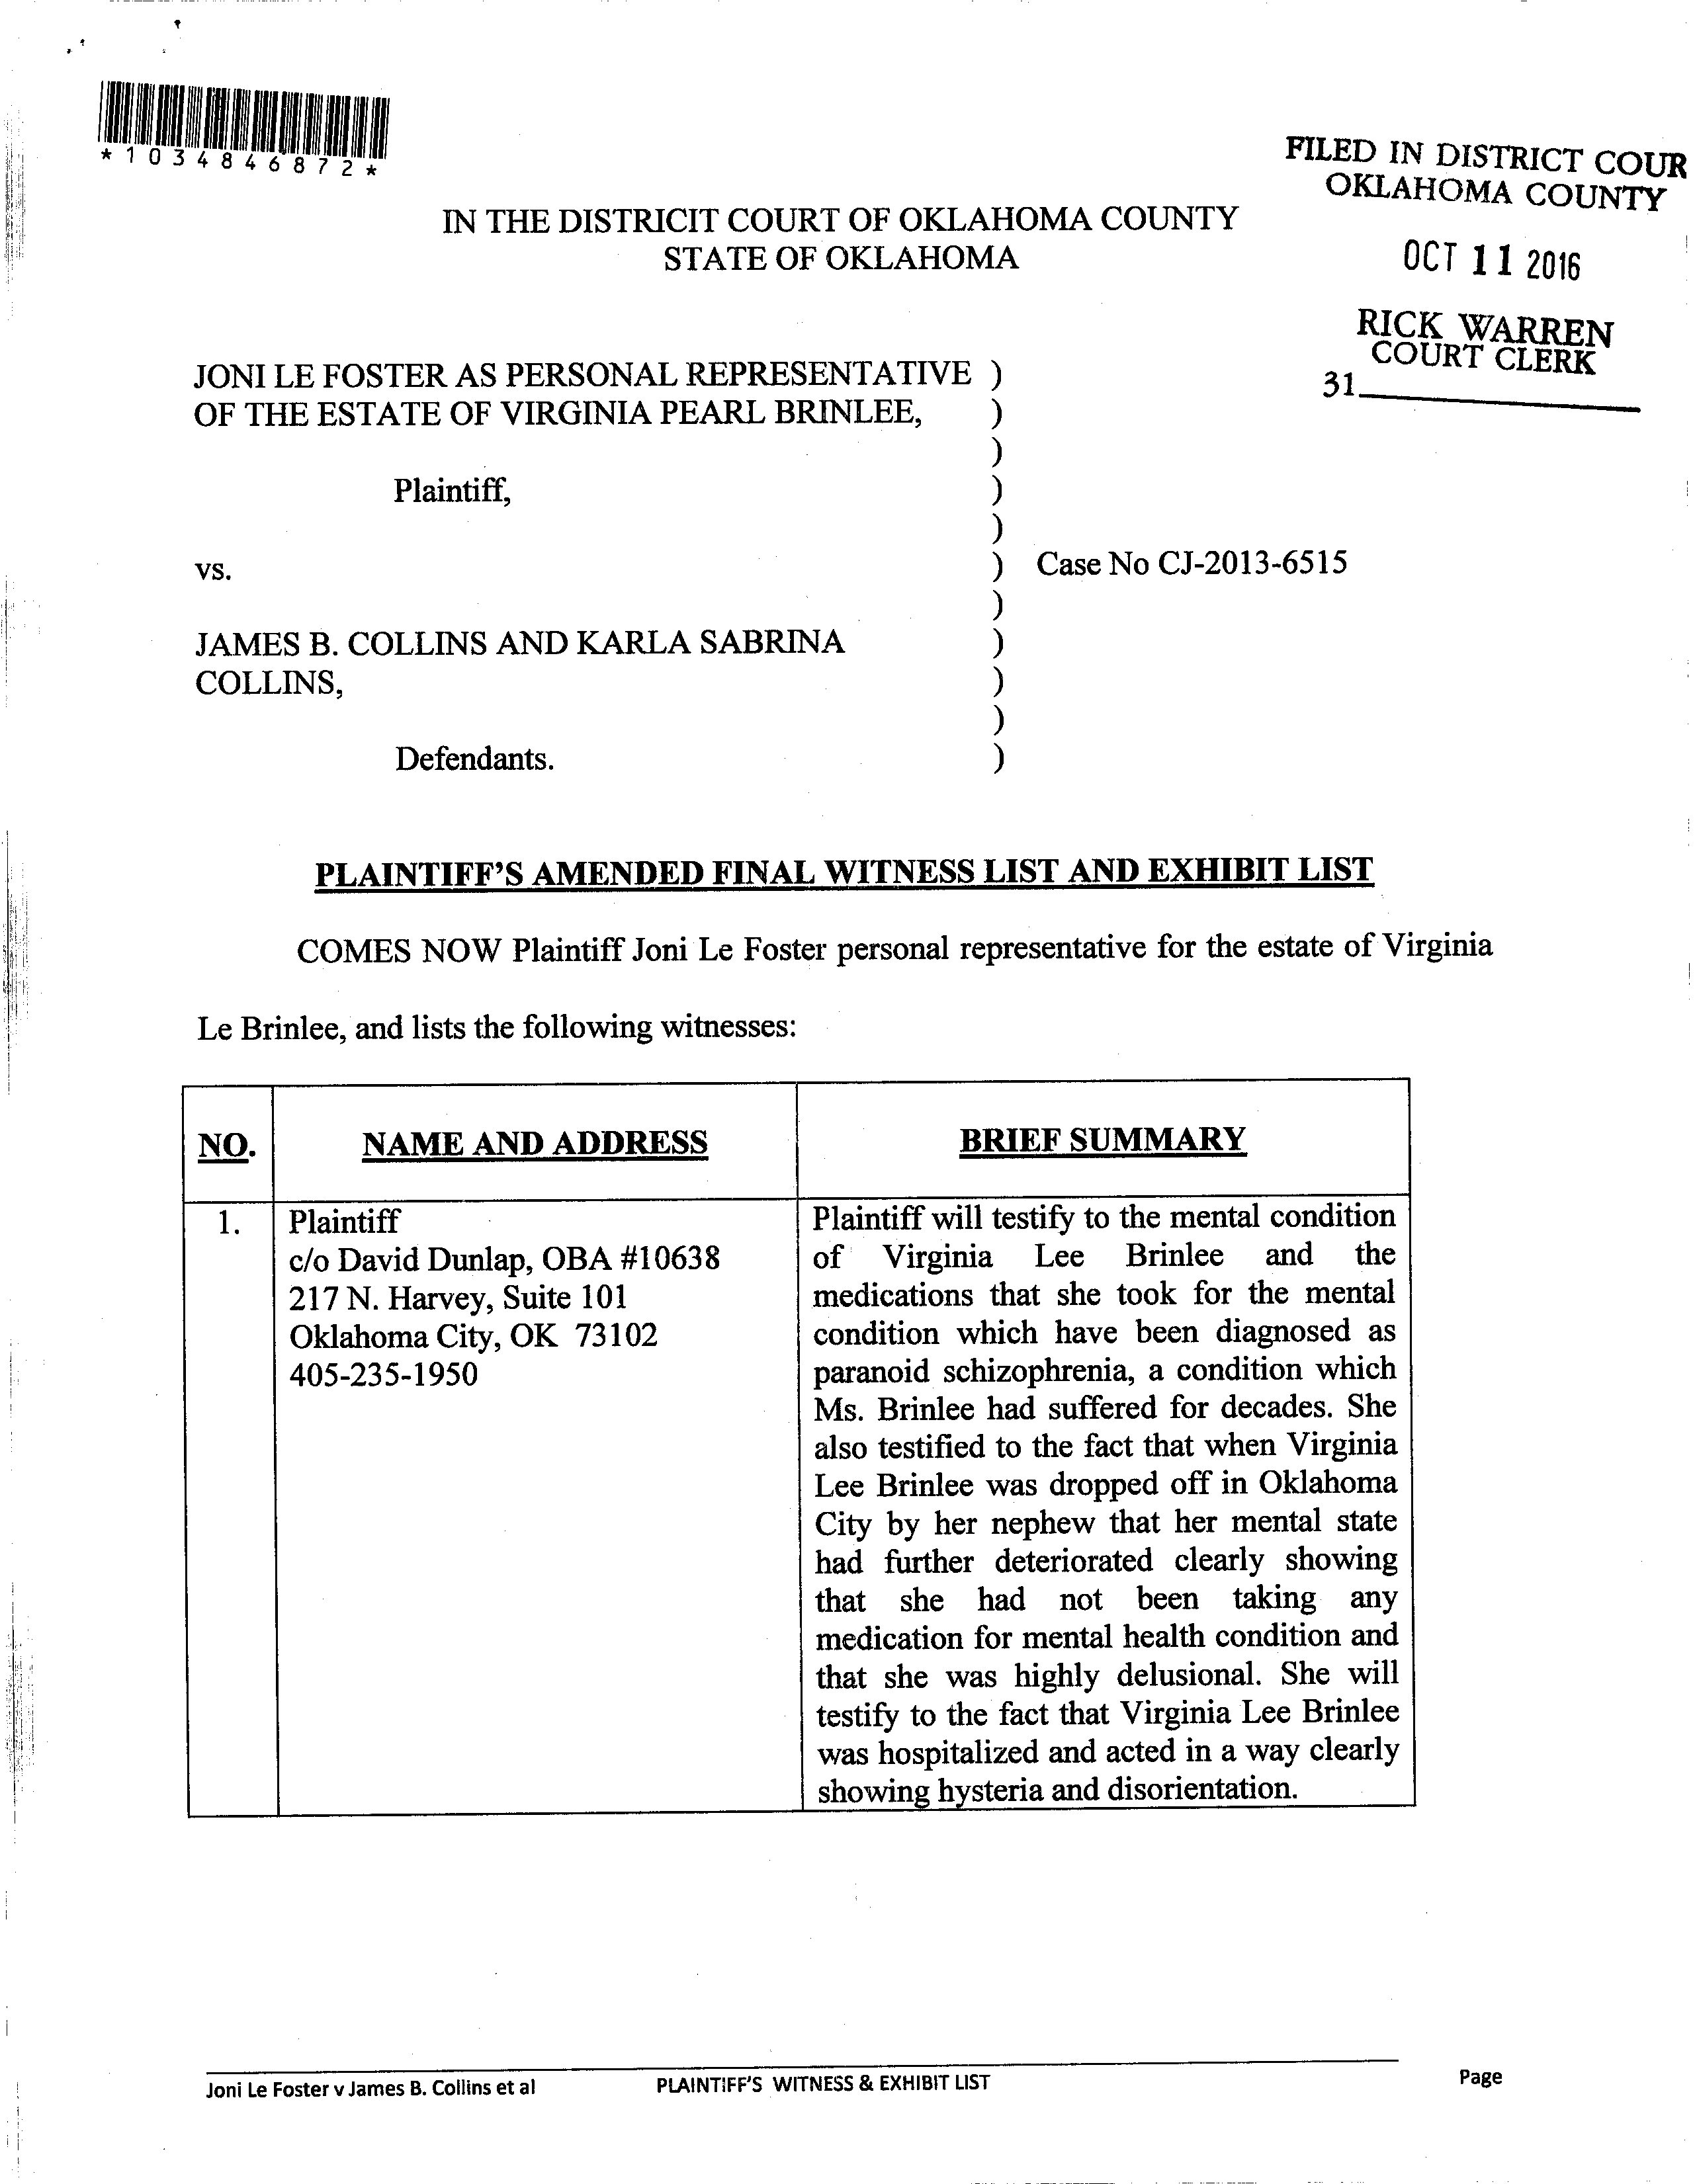 *1034846872*
FILED IN DISTRICT COUR
OKLAHOMA COUNTY
OCT 11 2016
RICK WARREN
COURT CLERK
31
IN THE DISTRICIT COURT OF OKLAHOMA COUNTY
STATE OF OKLAHOMA
JONI LE FOSTER AS PERSONAL REPRESENTATIVE )
OF THE ESTATE OF VIRGINIA PEARL BRINLEE, )
)
Plaintiff, )
)
vs. ) Case No CJ-2013-6515
)
JAMES B. COLLINS AND KARLA SABRINA )
COLLINS, )
)
Defendants. )
PLAINTIFF'S AMENDED FINAL WITNESS LIST AND EXHIBIT LIST
COMES NOW Plaintiff Joni Le Foster personal representative for the estate of Virginia
Le Brinlee, and lists the following witnesses:
NO. NAME AND ADDRESS BRIEF SUMMARY
1.
Plaintiff
c/o David Dunlap, OBA #10638
217 N. Harvey, Suite 101
Oklahoma City, OK 73102
405-235-1950
Plaintiff will testify to the mental condition
of Virginia Lee Brinlee and the
medications that she took for the mental
condition which have been diagnosed as
paranoid schizophrenia, a condition which
Ms. Brinlee had suffered for decades. She
also testified to the fact that when Virginia
Lee Brinlee was dropped off in Oklahoma
City by her nephew that her mental state
had further deteriorated clearly showing
that she had not been taking any
medication for mental health condition and
that she was highly delusional. She will
testify to the fact that Virginia Lee Brinlee
was hospitalized and acted in a way clearly
showing hysteria and disorientation.
Joni Le Foster v James B. Collins et al PLAINTIFF'S WITNESS & EXHIBIT LIST Page